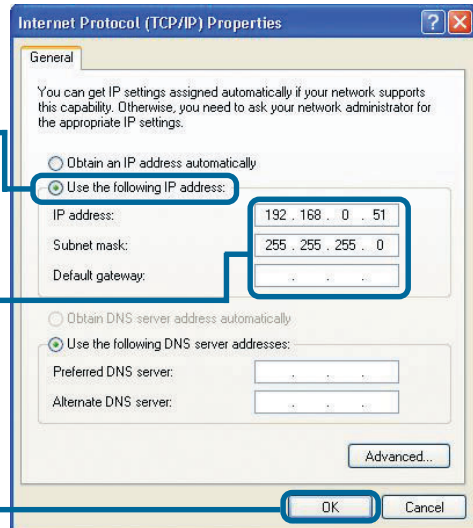 Internet Protocol (TCP/IP) Properties
General
You can get IP settings assigned automatically if your network supports
this capability. Otherwise, you need to ask your network administrator for
the appropriate IP settings.
Obtain an IP address automatically
Use the following IP address:
IP address: 192 . 168 . 0 . 51
Subnet mask: 255 . 255 . 255 . 0
Default gateway: . . .
Obtain DNS server address automatically
Use the following DNS server addresses:
Preferred DNS server: . . .
Alternate DNS server: . . .
Advanced...
OK Cancel